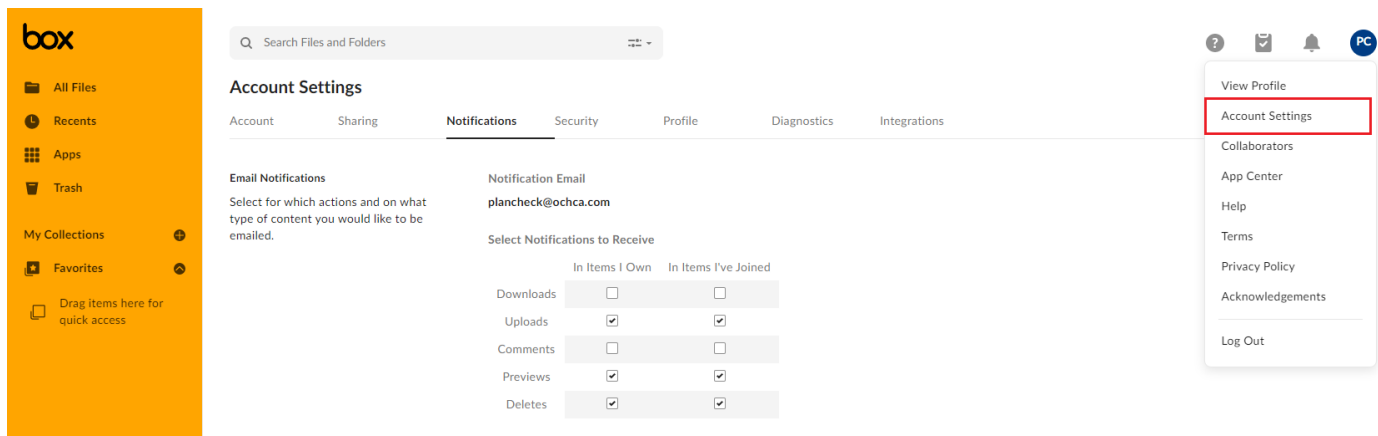 box
Search Files and Folders
PC
All Files
Recents
Apps
Trash
My Collections
Favorites
Drag items here for
quick access
Account Settings
Account Sharing Notifications Security Profile Diagnostics Integrations
Email Notifications
Select for which actions and on what
type of content you would like to be
emailed.
Notification Email
plancheck@ochca.com
Select Notifications to Receive
In Items I Own In Items I've Joined
Downloads
Uploads
Comments
Previews
Deletes
View Profile
Account Settings
Collaborators
App Center
Help
Terms
Privacy Policy
Acknowledgements
Log Out